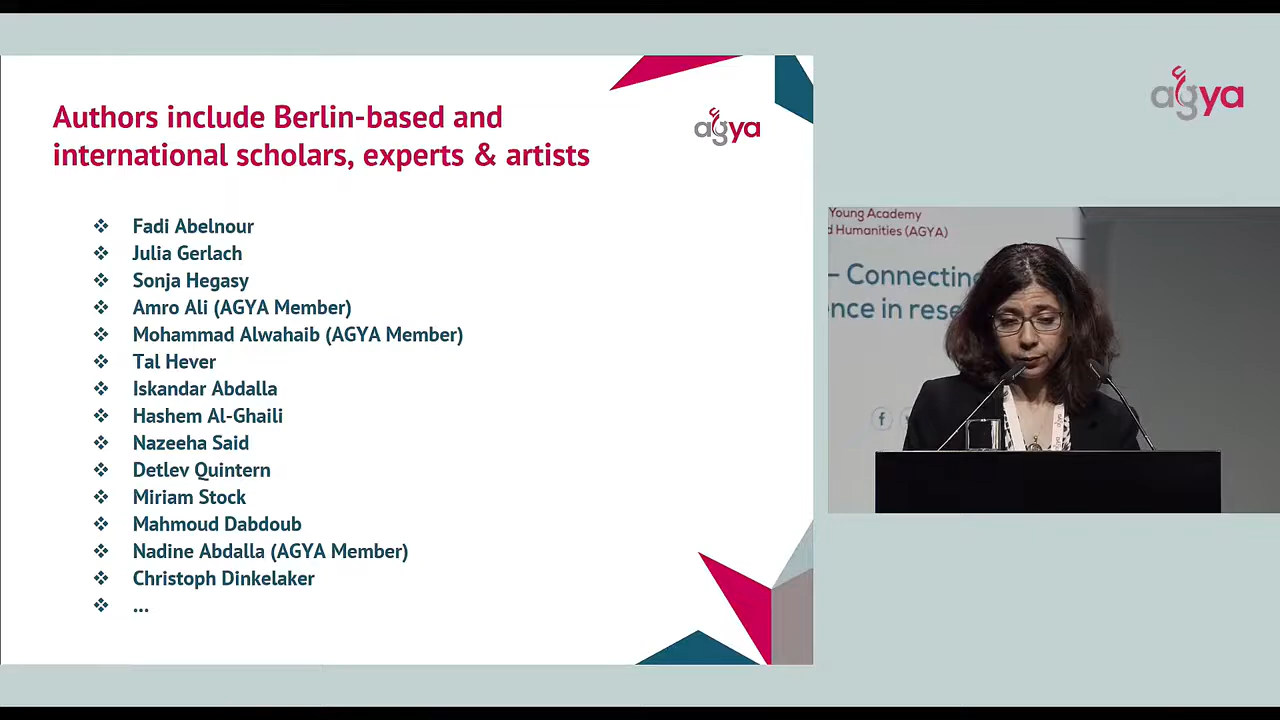 Authors include Berlin-based and
international scholars, experts & artists
agya
❖ Fadi Abelnour
❖ Julia Gerlach
❖ Sonja Hegasy
❖ Amro Ali (AGYA Member)
❖ Mohammad Alwahaib (AGYA Member)
❖ Tal Hever
❖ Iskandar Abdalla
❖ Hashem Al-Ghaili
❖ Nazeeha Said
❖ Detlev Quintern
❖ Miriam Stock
❖ Mahmoud Dabdoub
❖ Nadine Abdalla (AGYA Member)
❖ Christoph Dinkelaker
❖ ...
agya
Young Academy
d Humanities (AGYA)
– Connecting
nce in rese